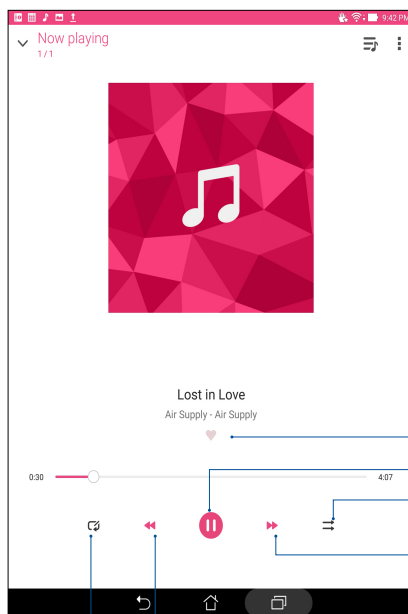 9:42 PM
Now playing
1 / 1
Lost in Love
Air Supply - Air Supply
0:30
4:07